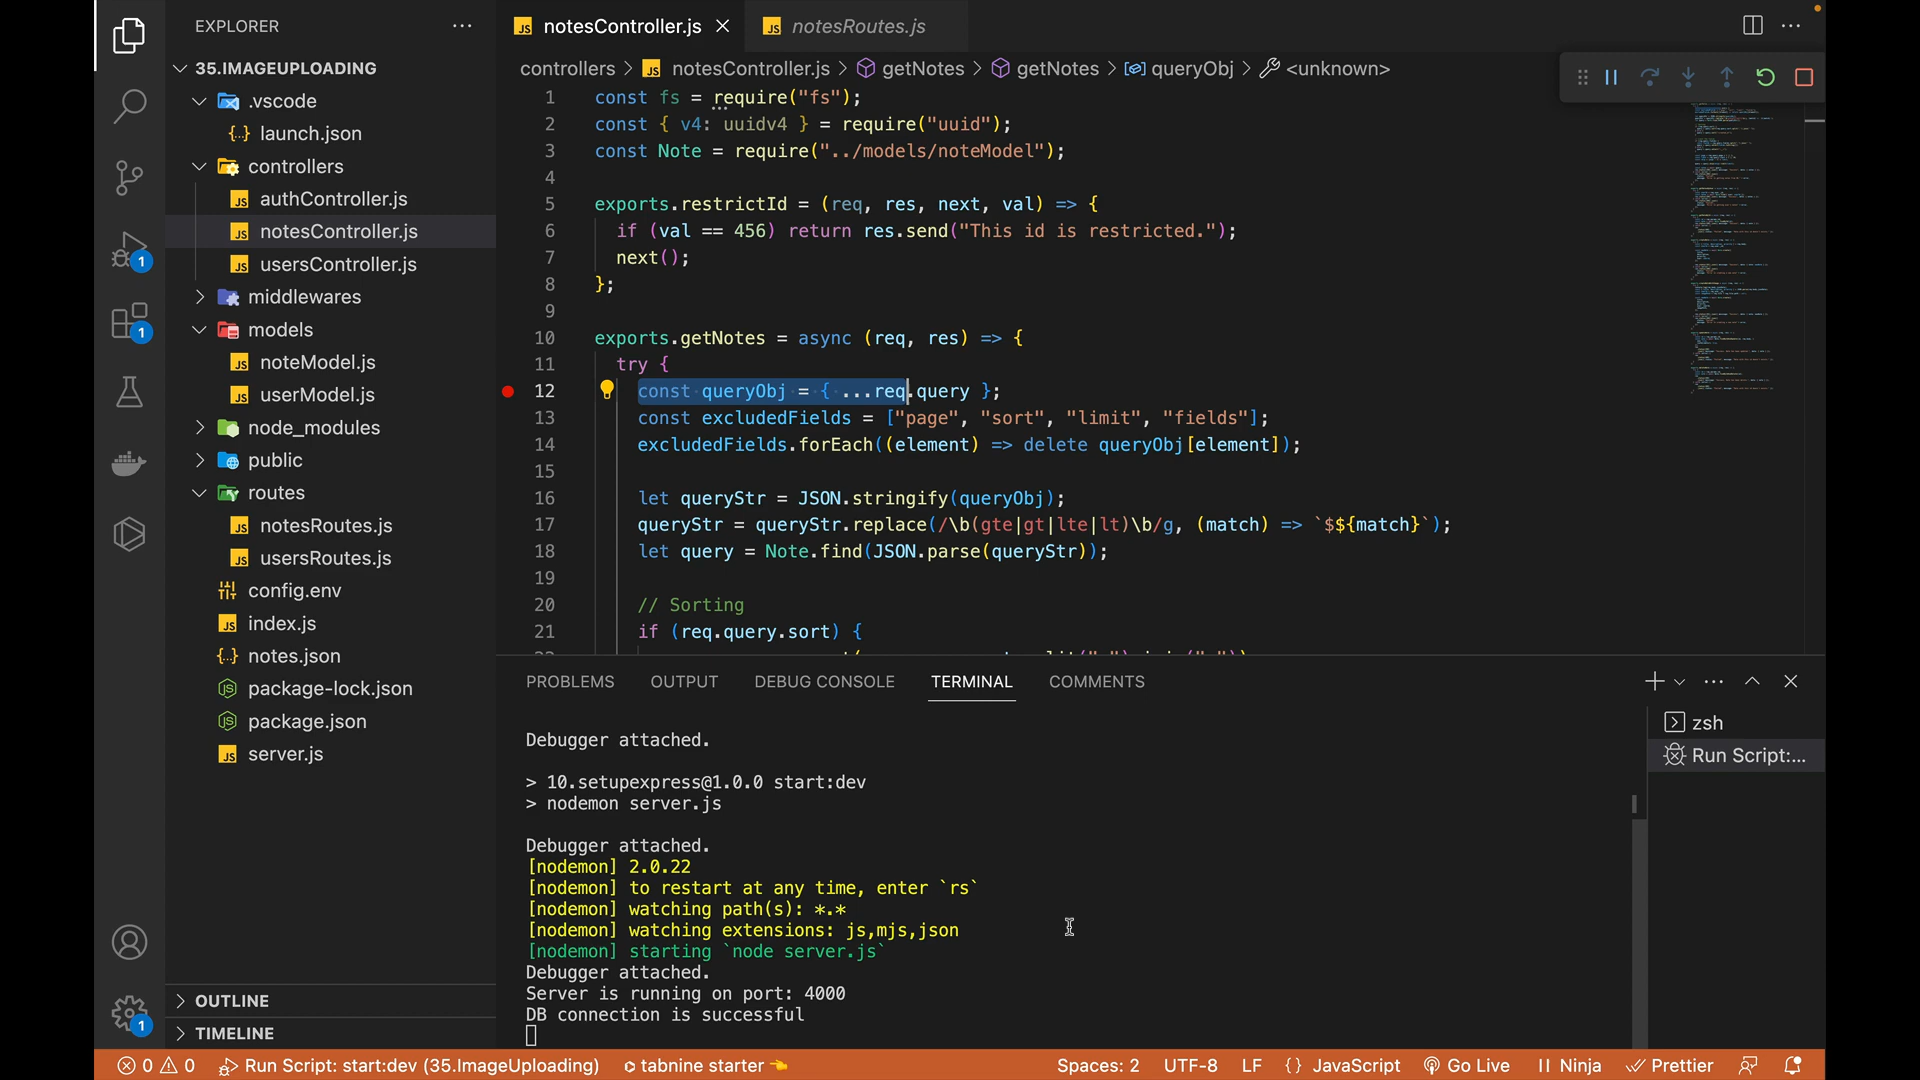 EXPLORER
35.IMAGEUPLOADING
.vscode
launch.json
controllers
authController.js
notesController.js
usersController.js
middlewares
models
noteModel.js
userModel.js
node_modules
public
routes
notesRoutes.js
usersRoutes.js
config.env
index.js
notes.json
package-lock.json
package.json
server.js
OUTLINE
TIMELINE
1
1
1
notesController.js
notesRoutes.js
controllers > notesController.js > getNotes > getNotes > queryObj > <unknown>
1 const fs = require("fs");
2 const { v4: uuidv4 } = require("uuid");
3 const Note = require("../models/noteModel");
4
5 exports.restrictId = (req, res, next, val) => {
6 if (val == 456) return res.send("This id is restricted.");
7 next();
8 };
9
10 exports.getNotes = async (req, res) => {
11 try {
12 const queryObj = { ...req.query };
13 const excludedFields = ["page", "sort", "limit", "fields"];
14 excludedFields.forEach((element) => delete queryObj[element]);
15
16 let queryStr = JSON.stringify(queryObj);
17 queryStr = queryStr.replace(/\b(gte|gt|lte|lt)\b/g, (match) => `$${match}`);
18 let query = Note.find(JSON.parse(queryStr));
19
20 // Sorting
21 if (req.query.sort) {
PROBLEMS OUTPUT DEBUG CONSOLE TERMINAL COMMENTS
zsh
Run Script:...
Debugger attached.
> 10.setupexpress@1.0.0 start:dev
> nodemon server.js
Debugger attached.
[nodemon] 2.0.22
[nodemon] to restart at any time, enter `rs`
[nodemon] watching path(s): *.*
[nodemon] watching extensions: js,mjs,json
[nodemon] starting `node server.js`
Debugger attached.
Server is running on port: 4000
DB connection is successful
0 0 Run Script: start:dev (35.ImageUploading) tabnine starter Spaces: 2 UTF-8 LF {} JavaScript Go Live Ninja Prettier